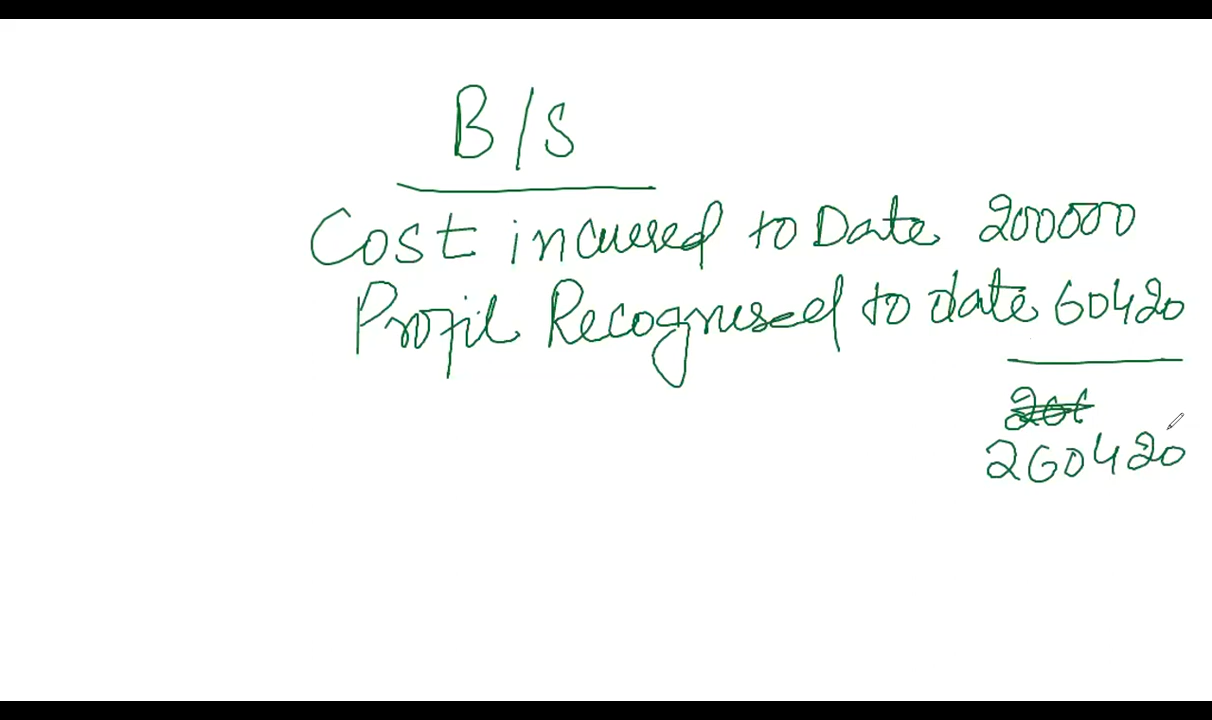 B/S
Cost incurred to Date 200000
Profit Recognised to date 60420
260420